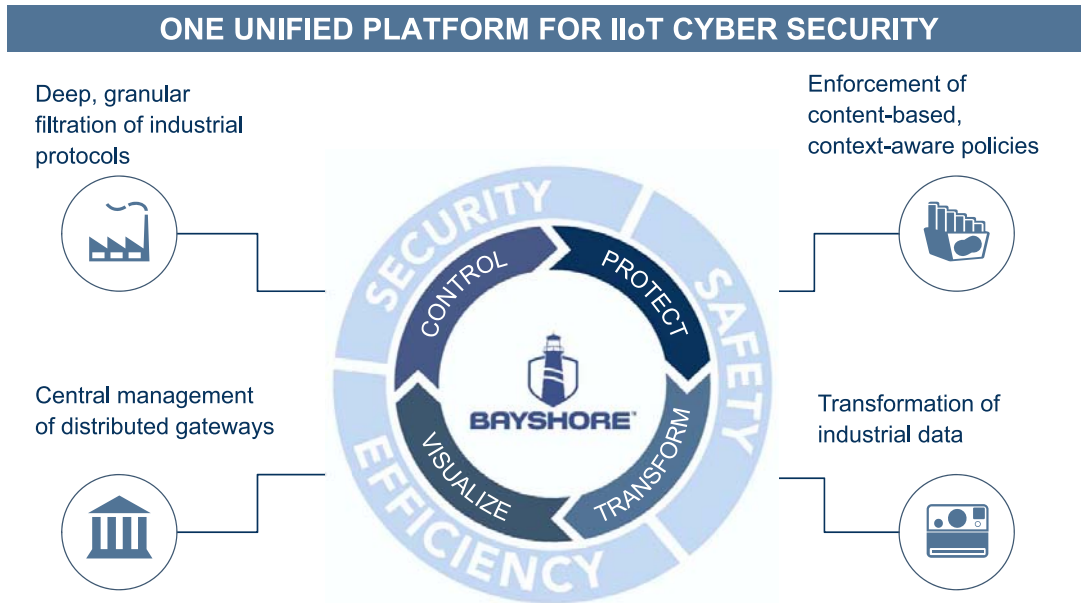 ONE UNIFIED PLATFORM FOR IIoT CYBER SECURITY
Deep, granular
filtration of industrial
protocols
Enforcement of
content-based,
context-aware policies
SECURITY
SAFETY
EFFICIENCY
CONTROL
PROTECT
TRANSFORM
VISUALIZE
BAYSHORE
Central management
of distributed gateways
Transformation of
industrial data